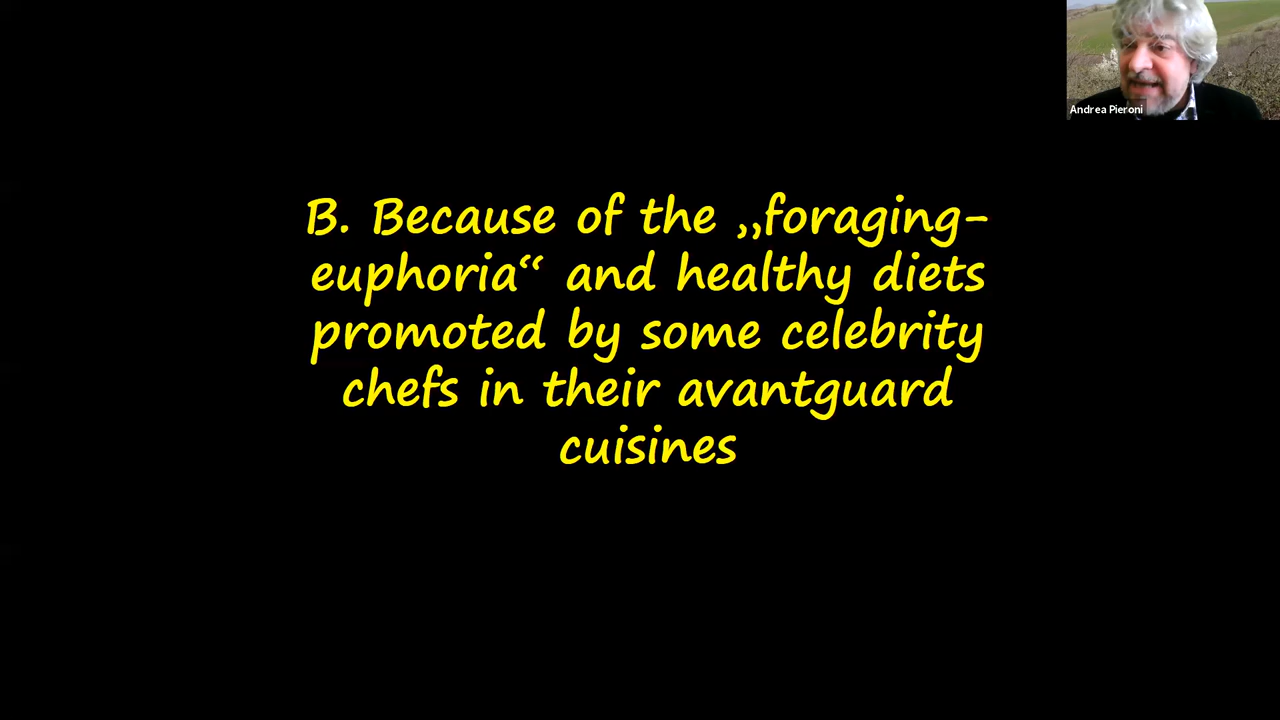 Andrea Pieroni
B. Because of the „foraging-
euphoria“ and healthy diets
promoted by some celebrity
chefs in their avantguard
cuisines